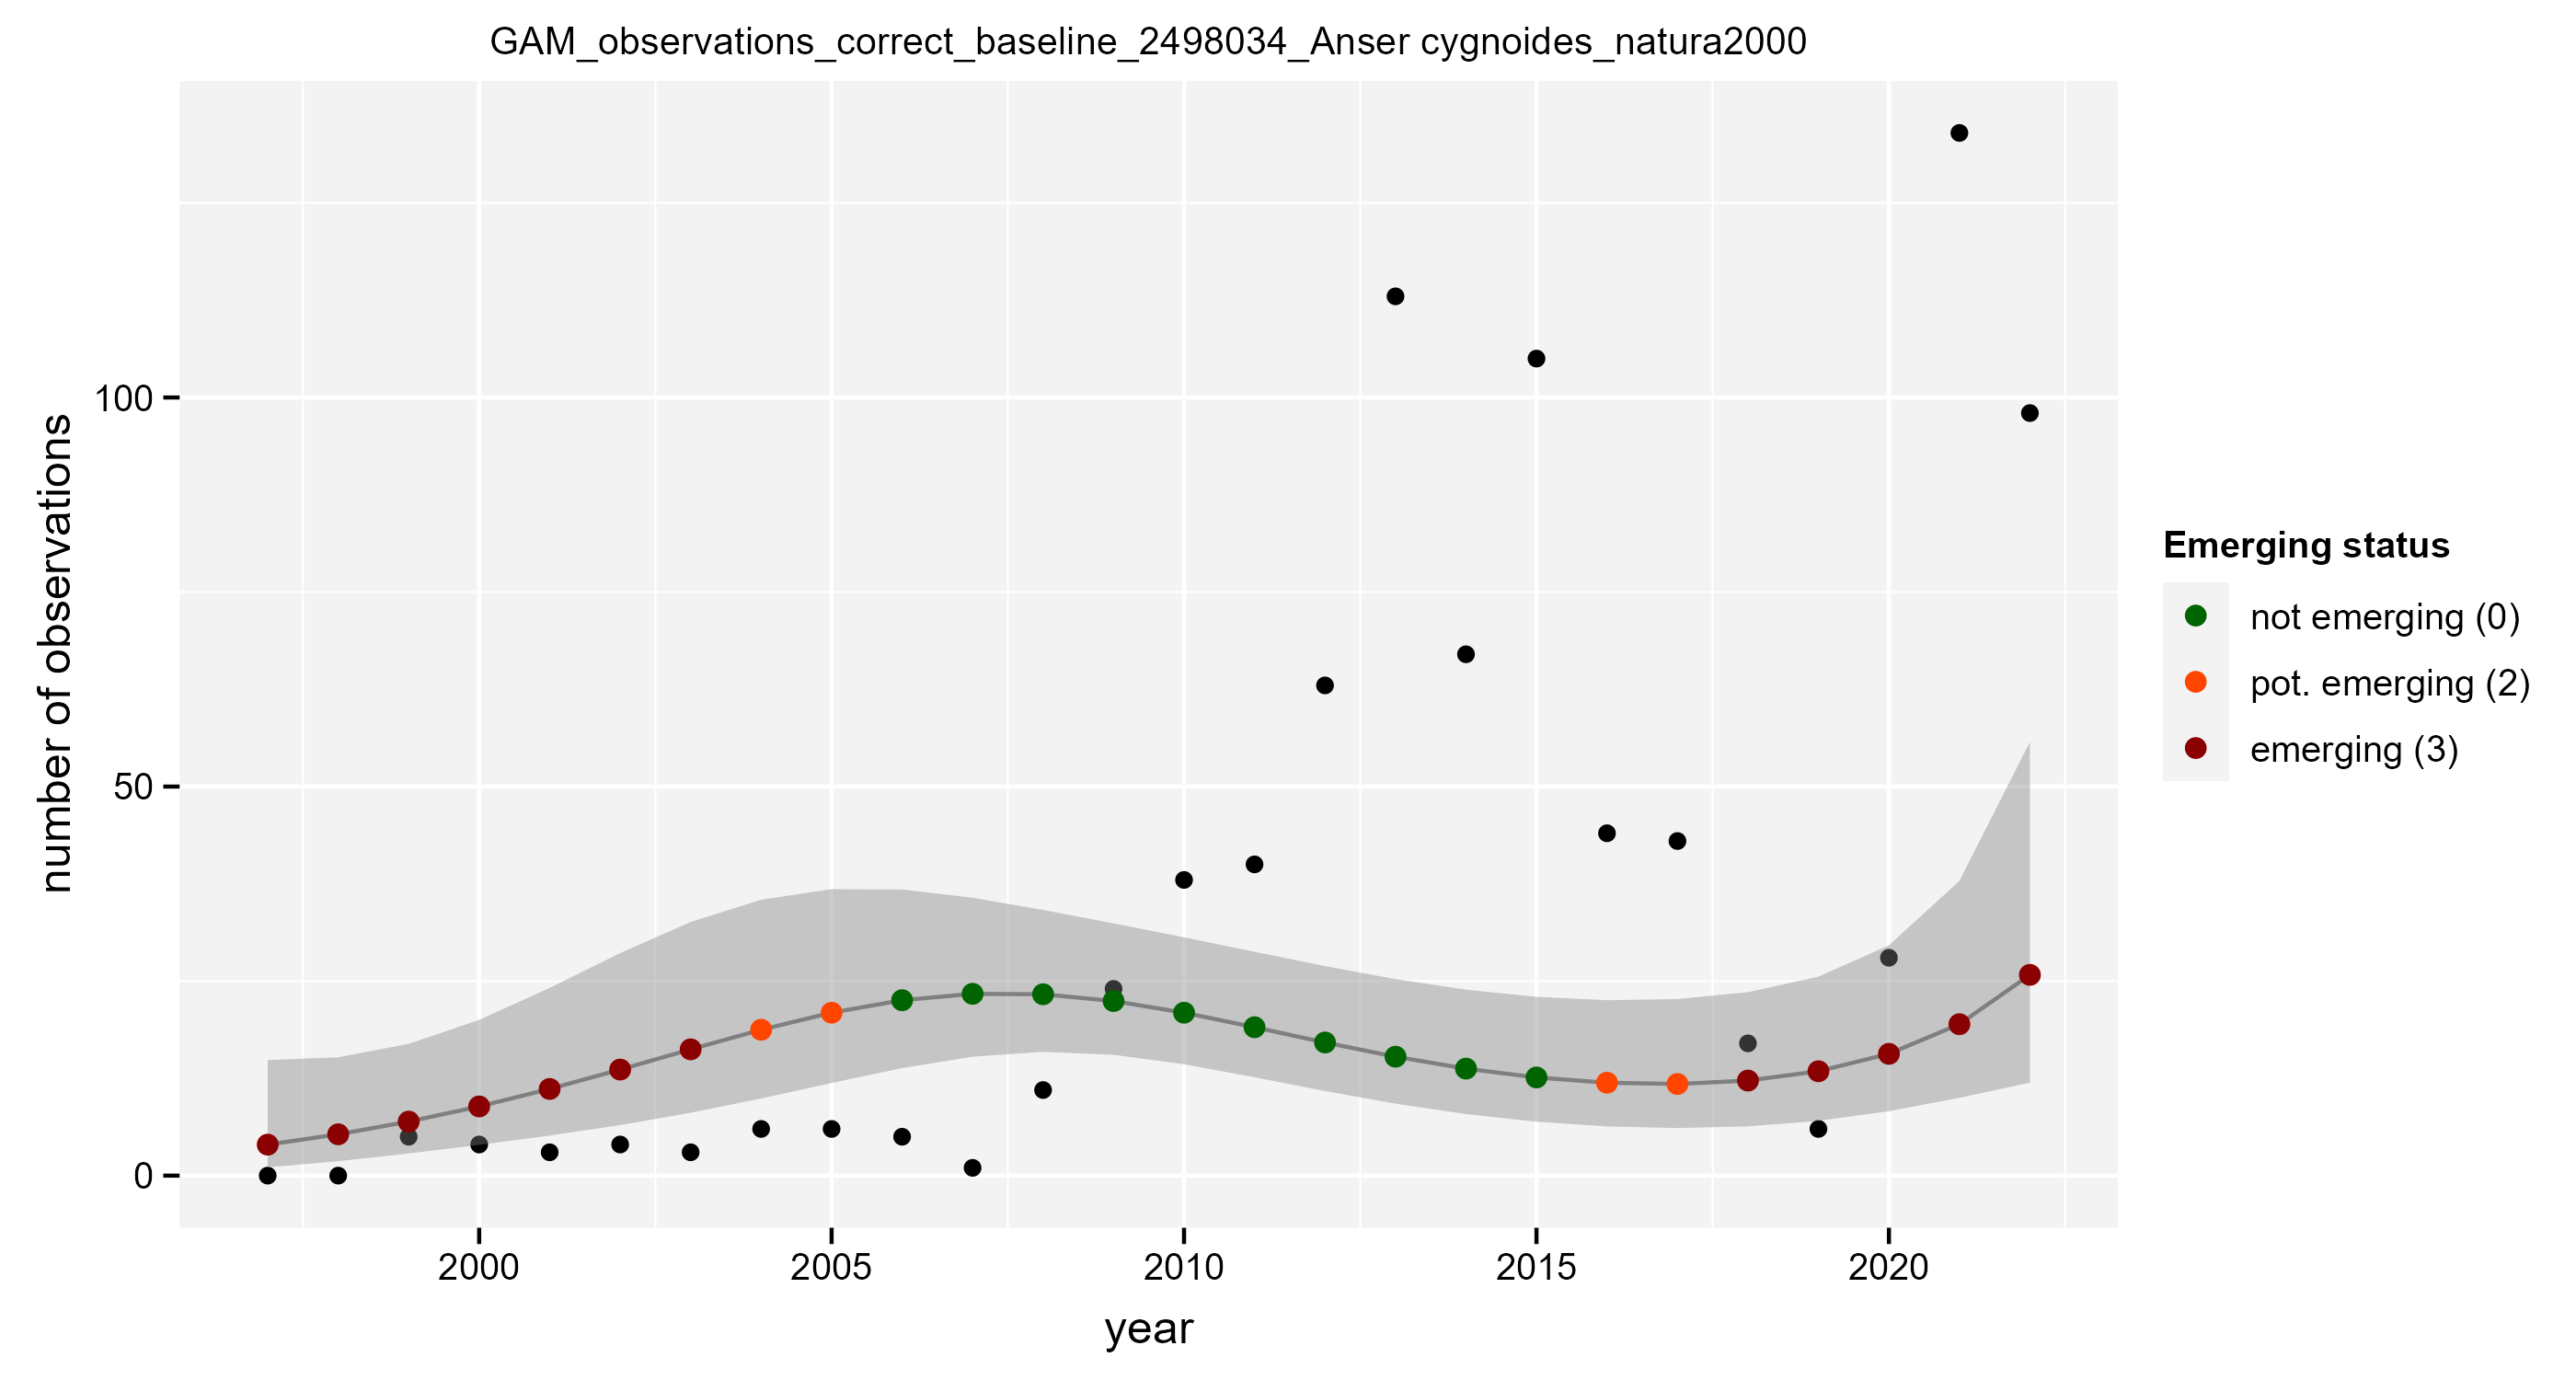 GAM_observations_correct_baseline_2498034_Anser cygnoides_natura2000
number of observations
100
50
0
2000
2005
2010
2015
2020
year
Emerging status
not emerging (0)
pot. emerging (2)
emerging (3)